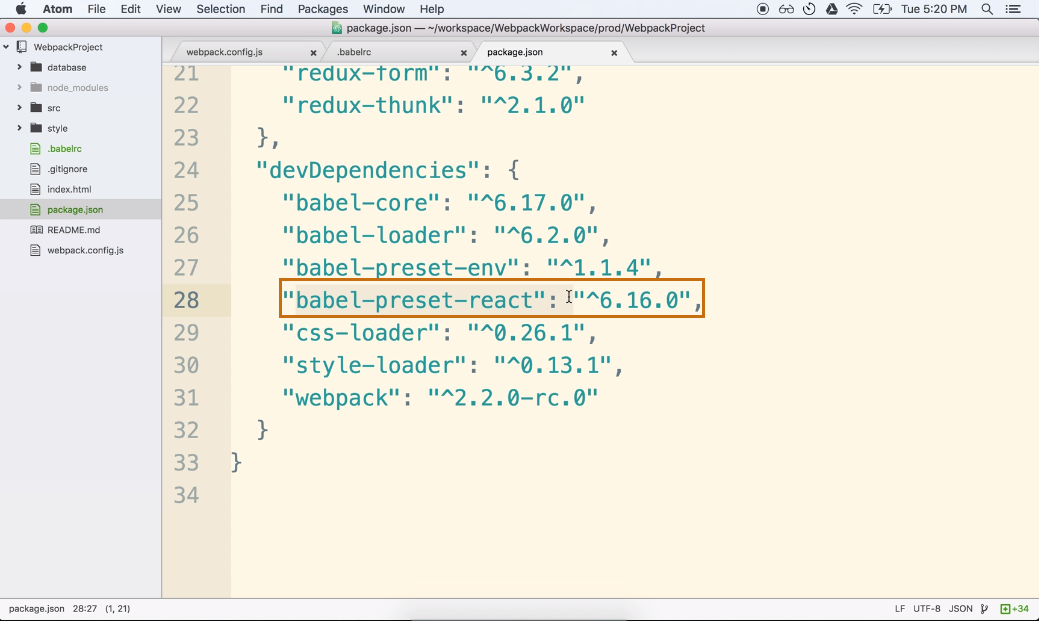 Atom File Edit View Selection Find Packages Window Help Tue 5:20 PM
package.json — ~/workspace/WebpackWorkspace/prod/WebpackProject
WebpackProject
database
node_modules
src
style
.babelrc
.gitignore
index.html
package.json
README.md
webpack.config.js
webpack.config.js .babelrc package.json
21 "redux-form": "^6.3.2",
22 "redux-thunk": "^2.1.0"
23 },
24 "devDependencies": {
25 "babel-core": "^6.17.0",
26 "babel-loader": "^6.2.0",
27 "babel-preset-env": "^1.1.4",
28 "babel-preset-react": "^6.16.0",
29 "css-loader": "^0.26.1",
30 "style-loader": "^0.13.1",
31 "webpack": "^2.2.0-rc.0"
32 }
33 }
34
package.json 28:27 (1, 21) LF UTF-8 JSON +34